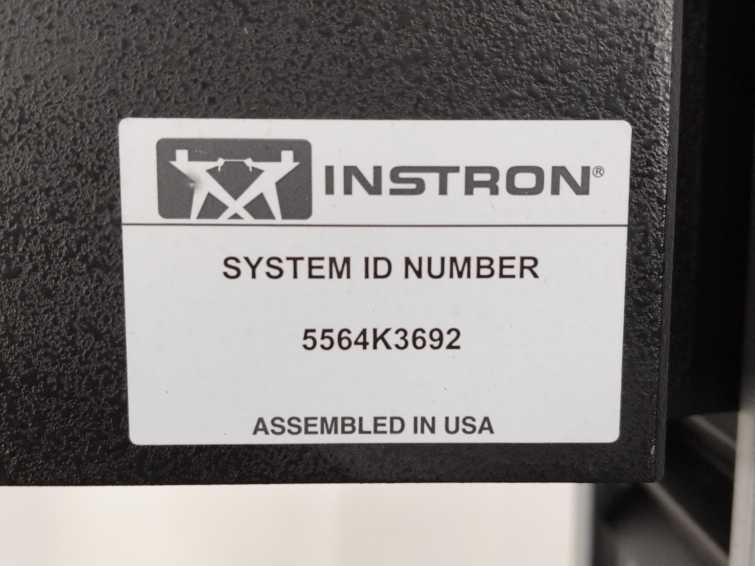 INSTRON®
SYSTEM ID NUMBER
5564K3692
ASSEMBLED IN USA